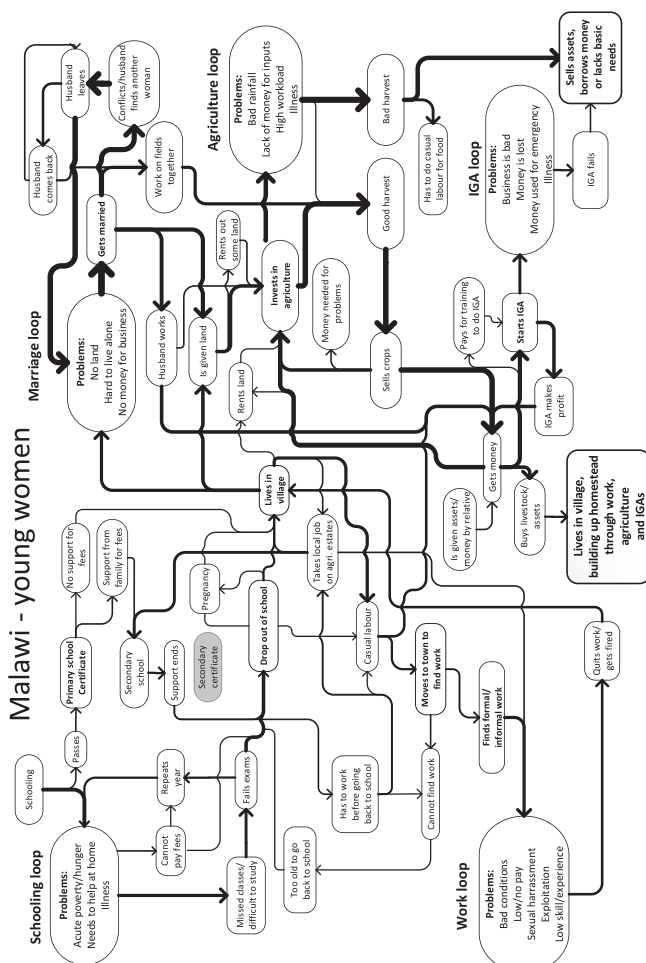 Malawi - young women
Schooling loop
Schooling
Problems:
Acute poverty/hunger
Needs to help at home
Illness
Passes
Primary school
Certificate
No support for
fees
Support from
family for fees
Cannot
pay fees
Repeats
year
Secondary
school
Support ends
Secondary
certificate
Pregnancy
Missed classes/
difficult to study
Fails exams
Drop out of school
Lives in
village
Too old to go
back to school
Has to work
before going
back to school
Takes local job
on agri. estates
Casual labour
Cannot find work
Moves to town to
find work
Finds formal/
informal work
Work loop
Problems:
Bad conditions
Low/no pay
Sexual harrassment
Exploitation
Low skill/experience
Quits work/
gets fired
Marriage loop
Problems:
No land
Hard to live alone
No money for business
Gets married
Husband
comes back
Husband
leaves
Conflicts/husband
finds another
woman
Work on fields
together
Husband works
Is given land
Rents out
some land
Rents land
Invests in
agriculture
Agriculture loop
Problems:
Bad rainfall
Lack of money for inputs
High workload
Illness
Money needed for
problems
Sells crops
Good harvest
Bad harvest
Has to do casual
labour for food
Is given assets/
money by relative/
Gets money
Buys livestock/
assets
Pays for training
to do IGA
Starts IGA
IGA makes
profit
IGA loop
Problems:
Business is bad
Money is lost
Money used for emergency
Illness
IGA fails
Sells assets,
borrows money
or lacks basic
needs
Lives in village,
building up homestead
through work,
agriculture
and IGAs